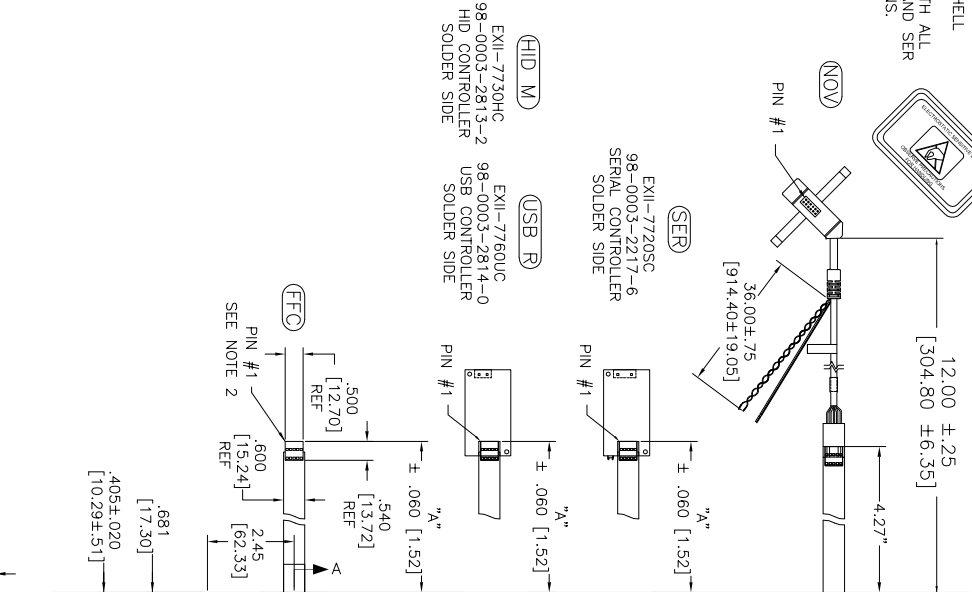 HELL
TH ALL
AND SER
NS.
NOV
PIN #1
12.00 ±.25
[304.80 ±6.35]
4.27"
36.00±.75
[914.40±19.05]
SER
EXII-7720SC
98-0003-2217-6
SERIAL CONTROLLER
SOLDER SIDE
PIN #1
"A"
± .060 [1.52]
HID M
EXII-7730HC
98-0003-2813-2
HID CONTROLLER
SOLDER SIDE
USB R
EXII-7760UC
98-0003-2814-0
USB CONTROLLER
SOLDER SIDE
PIN #1
"A"
± .060 [1.52]
FFC
PIN #1
SEE NOTE 2
.500
[12.70]
REF
"A"
± .060 [1.52]
.540
[13.72]
REF
.600
[15.24]
REF
A
2.45
[62.33]
.681
[17.30]
.405±.020
[10.29±.51]